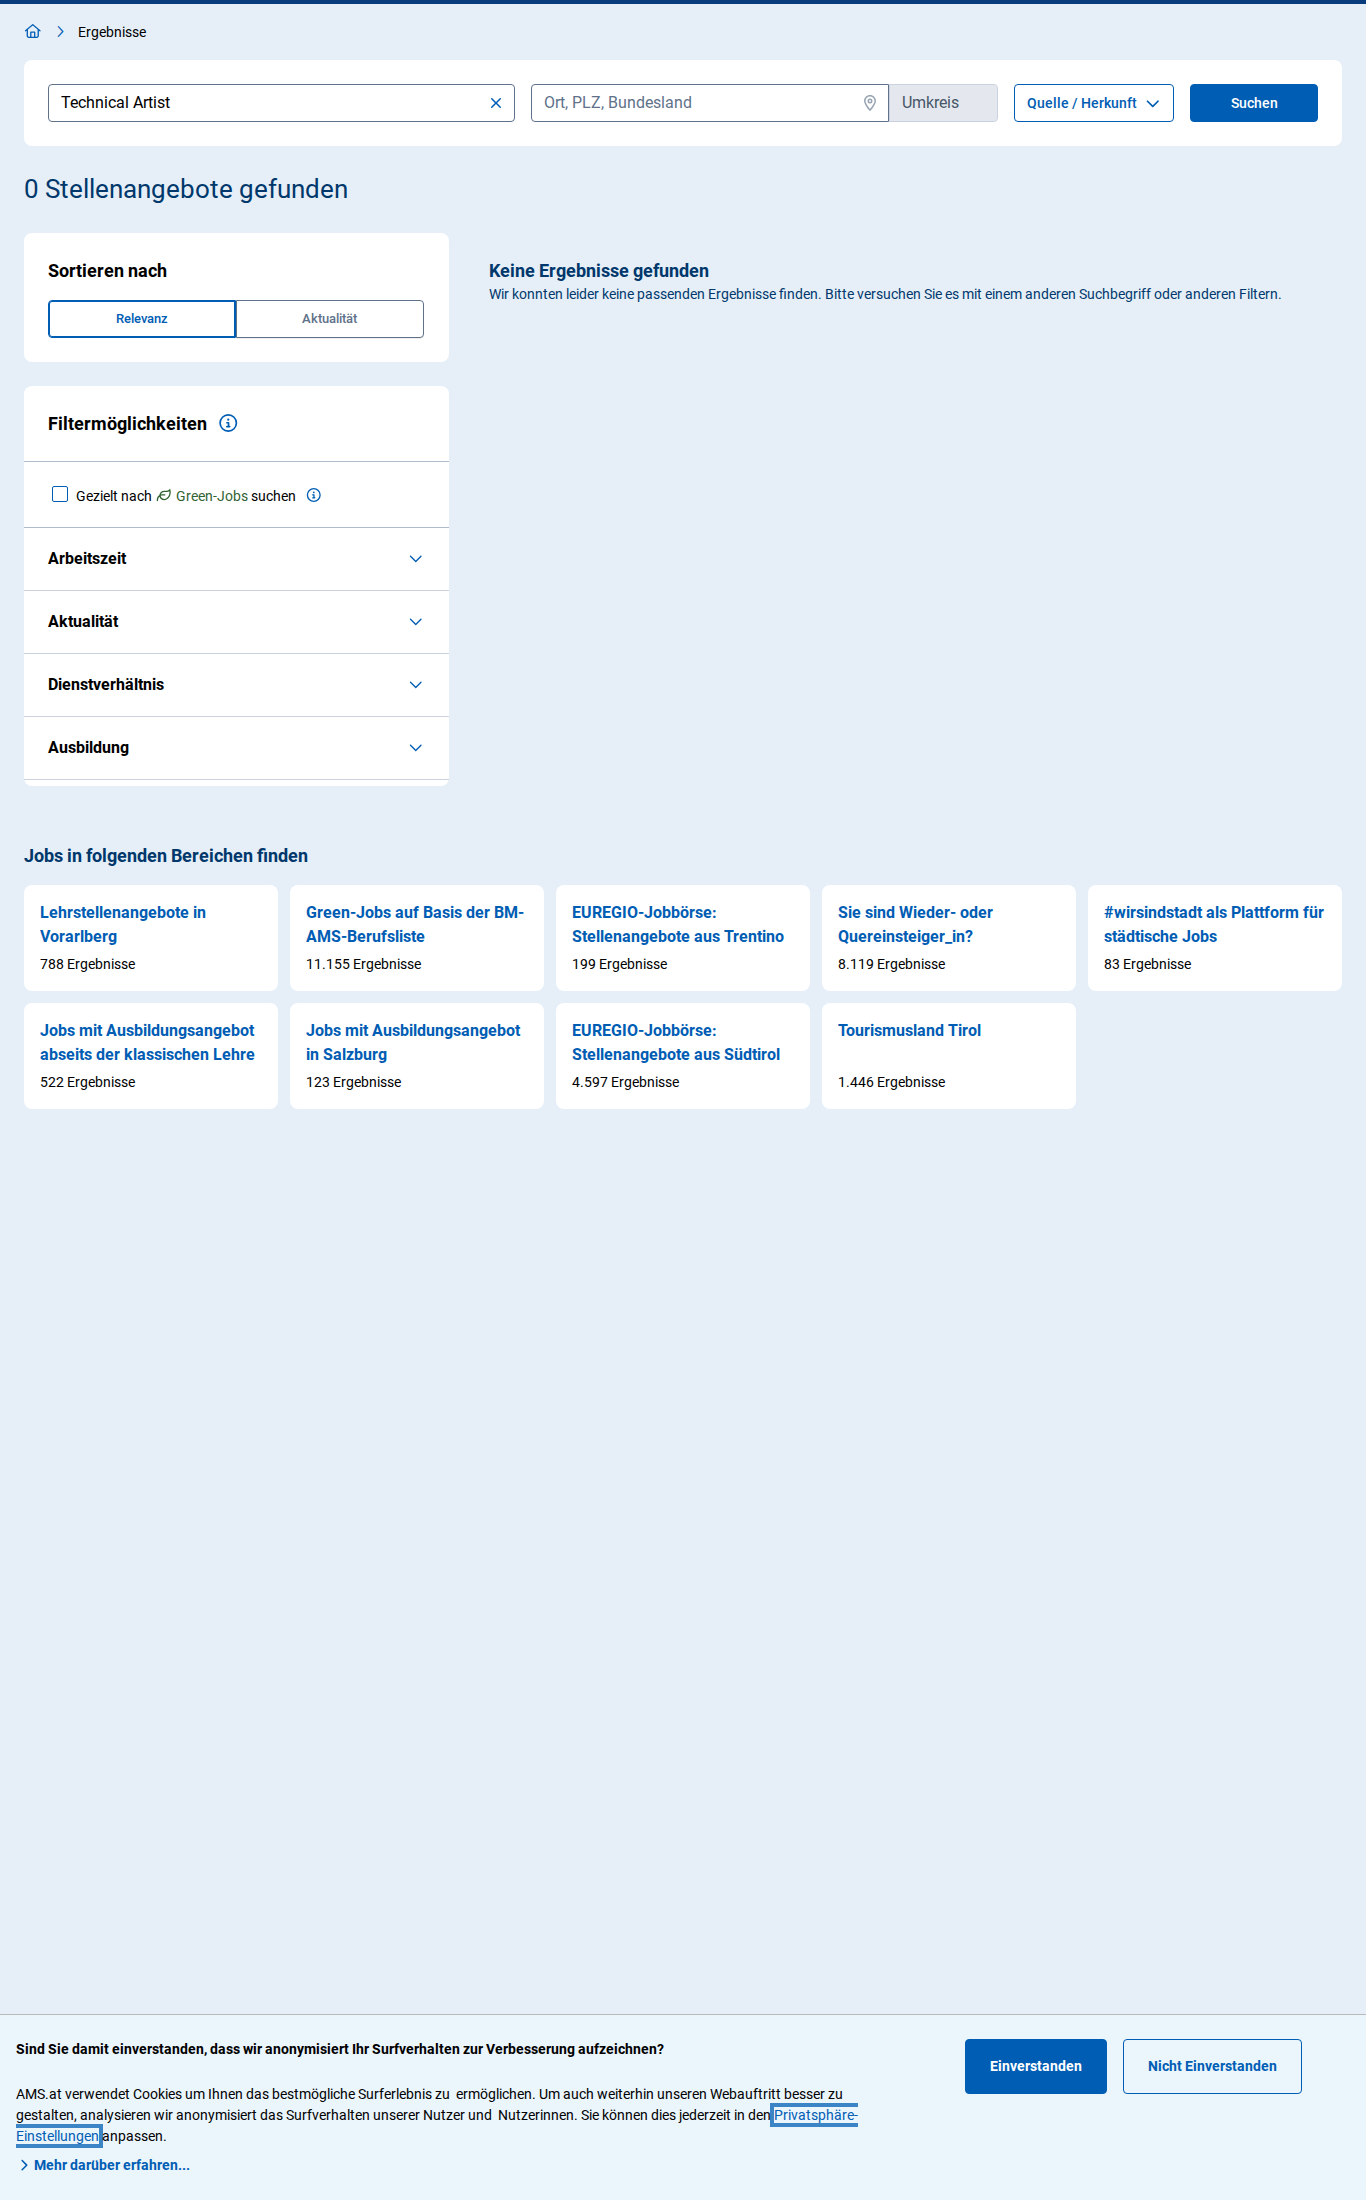 Ergebnisse
Technical Artist
Ort, PLZ, Bundesland
Umkreis
Quelle / Herkunft
Suchen
0 Stellenangebote gefunden
Sortieren nach
Relevanz
Aktualität
Keine Ergebnisse gefunden
Wir konnten leider keine passenden Ergebnisse finden. Bitte versuchen Sie es mit einem anderen Suchbegriff oder anderen Filtern.
Filtermöglichkeiten
Gezielt nach Green-Jobs suchen
Arbeitszeit
Aktualität
Dienstverhältnis
Ausbildung
Jobs in folgenden Bereichen finden
Lehrstellenangebote in
Vorarlberg
788 Ergebnisse
Green-Jobs auf Basis der BM-
AMS-Berufsliste
11.155 Ergebnisse
EUREGIO-Jobbörse:
Stellenangebote aus Trentino
199 Ergebnisse
Sie sind Wieder- oder
Quereinsteiger_in?
8.119 Ergebnisse
#wirsindstadt als Plattform für
städtische Jobs
83 Ergebnisse
Jobs mit Ausbildungsangebot
abseits der klassischen Lehre
522 Ergebnisse
Jobs mit Ausbildungsangebot
in Salzburg
123 Ergebnisse
EUREGIO-Jobbörse:
Stellenangebote aus Südtirol
4.597 Ergebnisse
Tourismusland Tirol
1.446 Ergebnisse
Sind Sie damit einverstanden, dass wir anonymisiert Ihr Surfverhalten zur Verbesserung aufzeichnen?
AMS.at verwendet Cookies um Ihnen das bestmögliche Surferlebnis zu ermöglichen. Um auch weiterhin unseren Webauftritt besser zu
gestalten, analysieren wir anonymisiert das Surfverhalten unserer Nutzer und Nutzerinnen. Sie können dies jederzeit in den Privatsphäre-
Einstellungen anpassen.
Mehr darüber erfahren...
Einverstanden
Nicht Einverstanden